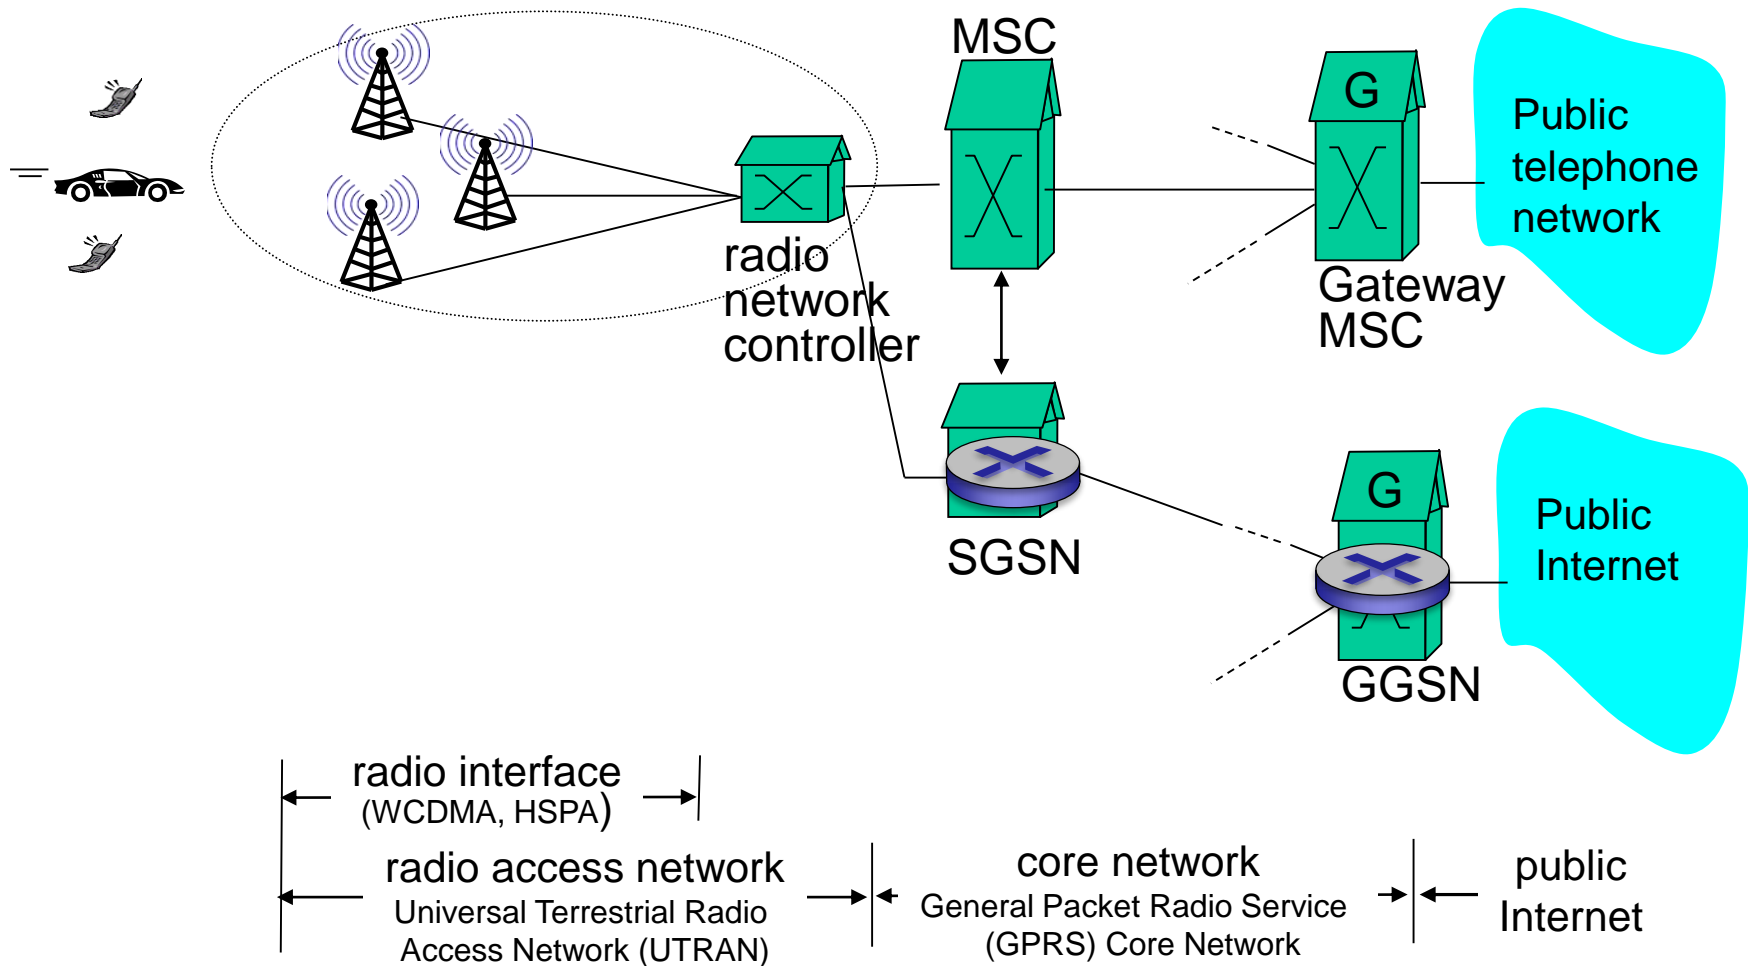 MSC
G
Public
telephone
network
radio
network
controller
Gateway
MSC
G
Public
Internet
SGSN
GGSN
radio interface
(WCDMA, HSPA)
radio access network
Universal Terrestrial Radio
Access Network (UTRAN)
core network
General Packet Radio Service
(GPRS) Core Network
public
Internet